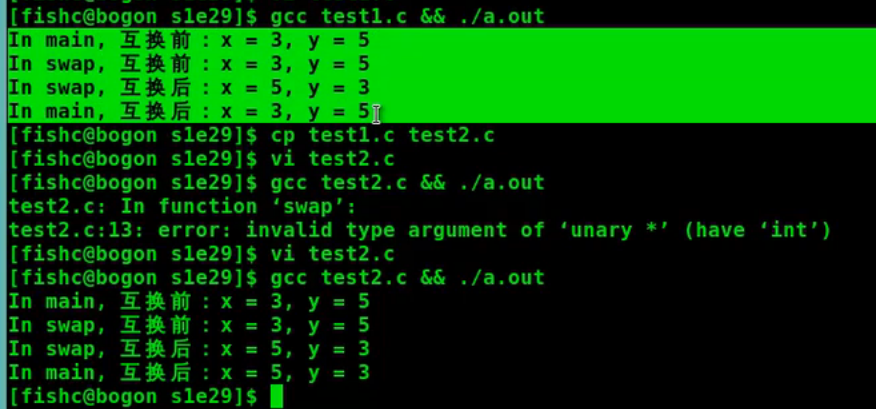 [fishc@bogon s1e29]$ gcc test1.c && ./a.out
In main, 互换前：x = 3, y = 5
In swap, 互换前：x = 3, y = 5
In swap, 互换后：x = 5, y = 3
In main, 互换后：x = 3, y = 5
[fishc@bogon s1e29]$ cp test1.c test2.c
[fishc@bogon s1e29]$ vi test2.c
[fishc@bogon s1e29]$ gcc test2.c && ./a.out
test2.c: In function ‘swap’:
test2.c:13: error: invalid type argument of ‘unary *’ (have ‘int’)
[fishc@bogon s1e29]$ vi test2.c
[fishc@bogon s1e29]$ gcc test2.c && ./a.out
In main, 互换前：x = 3, y = 5
In swap, 互换前：x = 3, y = 5
In swap, 互换后：x = 5, y = 3
In main, 互换后：x = 5, y = 3
[fishc@bogon s1e29]$